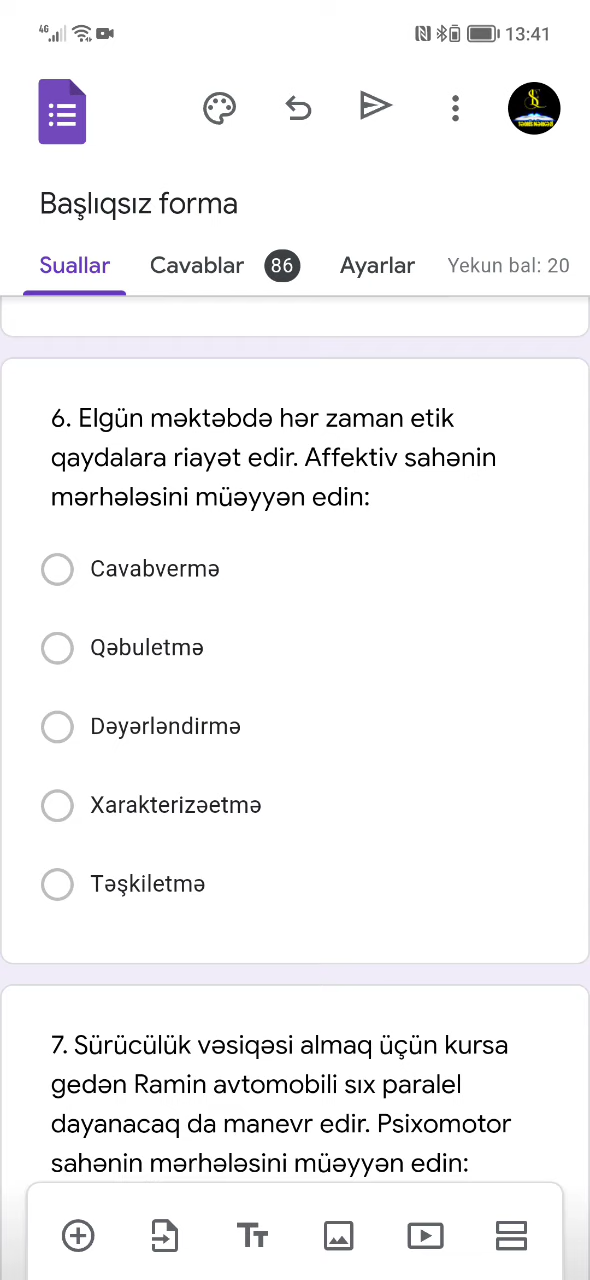 4G
13:41
Başlıqsız forma
Suallar Cavablar 86 Ayarlar Yekun bal: 20
6. Elgün məktəbdə hər zaman etik
qaydalara riayət edir. Affektiv sahənin
mərhələsini müəyyən edin:
Cavabvermə
Qəbuletmə
Dəyərləndirmə
Xarakterizəetmə
Təşkiletmə
7. Sürücülük vəsiqəsi almaq üçün kursa
gedən Ramin avtomobili sıx paralel
dayanacaq da manevr edir. Psixomotor
sahənin mərhələsini müəyyən edin: